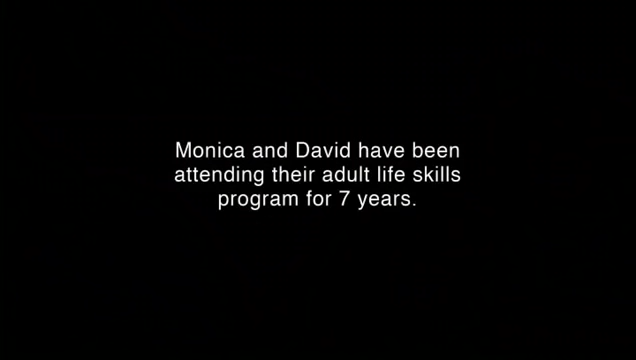 Monica and David have been
attending their adult life skills
program for 7 years.